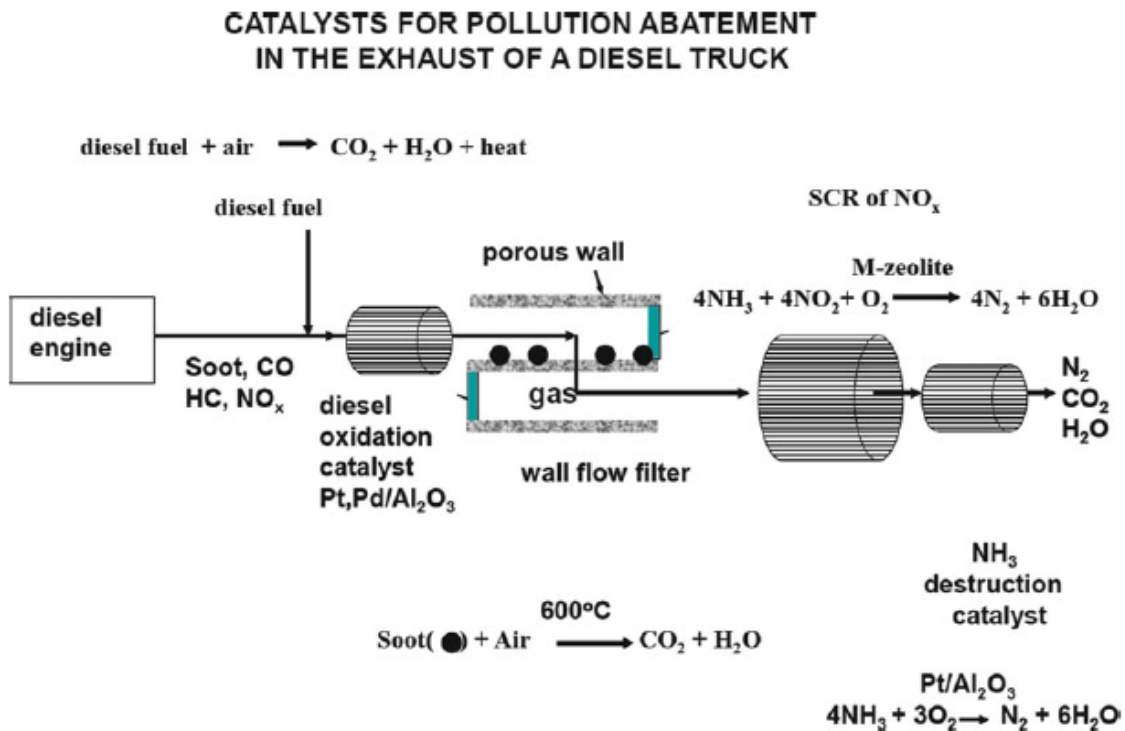 CATALYSTS FOR POLLUTION ABATEMENT
IN THE EXHAUST OF A DIESEL TRUCK
diesel fuel + air → CO₂ + H₂O + heat
diesel fuel
SCR of NOₓ
porous wall
M-zeolite
4NH₃ + 4NO₂ + O₂ → 4N₂ + 6H₂O
diesel
engine
Soot, CO
HC, NOₓ
gas
N₂
CO₂
H₂O
diesel
oxidation
catalyst
Pt,Pd/Al₂O₃
wall flow filter
NH₃
destruction
catalyst
600°C
Soot( ● ) + Air → CO₂ + H₂O
Pt/Al₂O₃
4NH₃ + 3O₂ → N₂ + 6H₂O